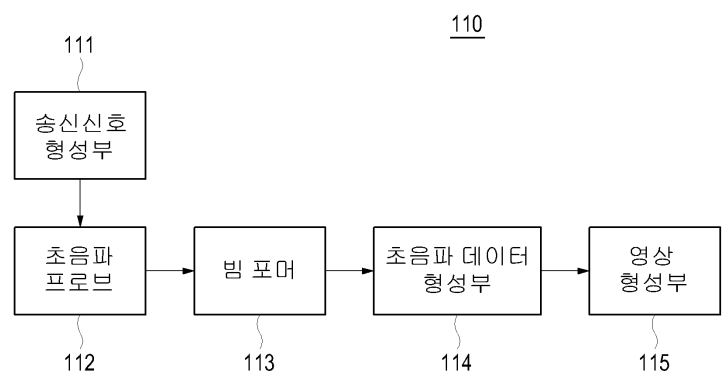 110
111
송신신호
형성부
초음파
프로브
빔 포머
초음파 데이터
형성부
영상
형성부
112
113
114
115